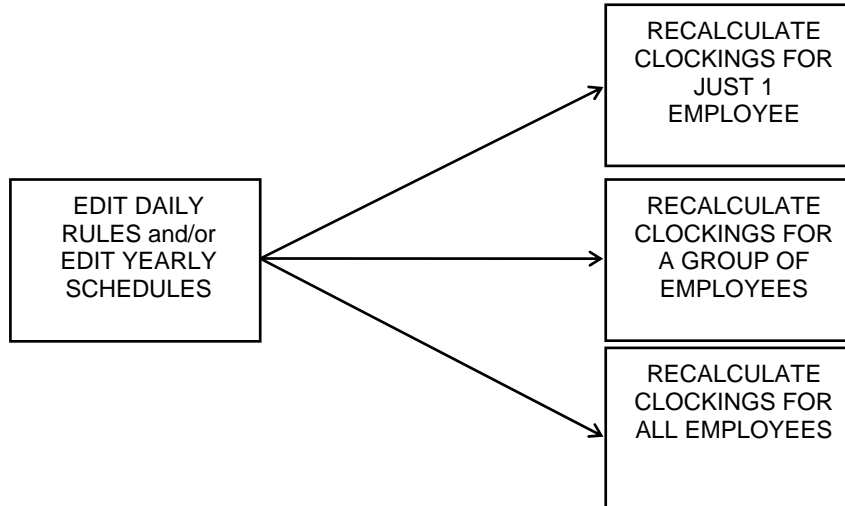 EDIT DAILY
RULES and/or
EDIT YEARLY
SCHEDULES
RECALCULATE
CLOCKINGS FOR
JUST 1
EMPLOYEE
RECALCULATE
CLOCKINGS FOR
A GROUP OF
EMPLOYEES
RECALCULATE
CLOCKINGS FOR
ALL EMPLOYEES